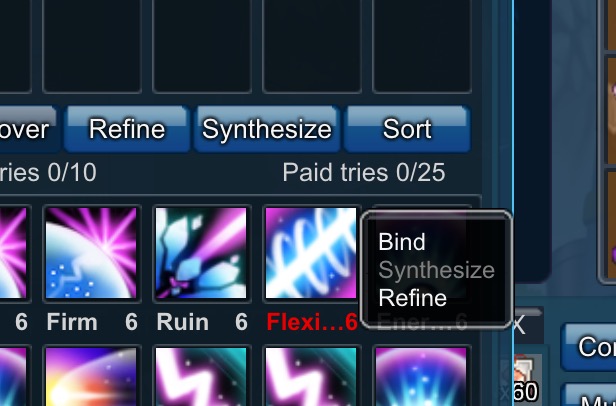 over Refine Synthesize Sort
ries 0/10 Paid tries 0/25
Bind
Synthesize
Refine
6 Firm 6 Ruin 6 Flexi...6 Ener...6
X
Co
x60
Mu